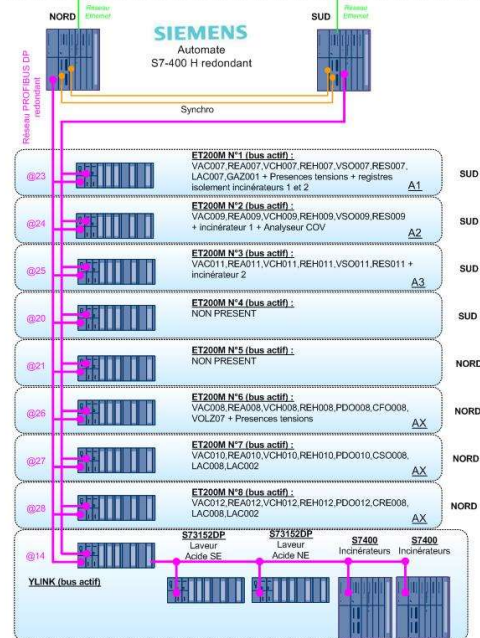 Réseau
Ethernet
Réseau
Ethernet
NORD
SUD
SIEMENS
Automate
S7-400 H redondant
Réseau PROFIBUS DP
redondant
Synchro
@23
ET200M N°1 (bus actif) :
VAC007,REA007,VCH007,REH007,VSO007,RES007,
LAC007,GAZ001 + Presences tensions + registres
isolement incinérateurs 1 et 2
A1
SUD
@24
ET200M N°2 (bus actif) :
VAC009,REA009,VCH009,REH009,VSO009,RES009
+ incinérateur 1 + Analyseur COV
A2
SUD
@25
ET200M N°3 (bus actif) :
VAC011,REA011,VCH011,REH011,VSO011,RES011 +
incinérateur 2
A3
SUD
@20
ET200M N°4 (bus actif) :
NON PRESENT
SUD
@21
ET200M N°5 (bus actif) :
NON PRESENT
NORD
@26
ET200M N°6 (bus actif) :
VAC008,REA008,VCH008,REH008,PDO008,CFO008,
VOLZ07 + Presences tensions
AX
NORD
@27
ET200M N°7 (bus actif) :
VAC010,REA010,VCH010,REH010,PDO010,CSO008,
LAC008,LAC002
AX
NORD
@28
ET200M N°8 (bus actif) :
VAC012,REA012,VCH012,REH012,PDO012,CRE008,
LAC008,LAC002
AX
NORD
@14
YLINK (bus actif)
S73152DP
Laveur
Acide SE
S73152DP
Laveur
Acide NE
S7400
Incinérateurs
S7400
Incinérateurs